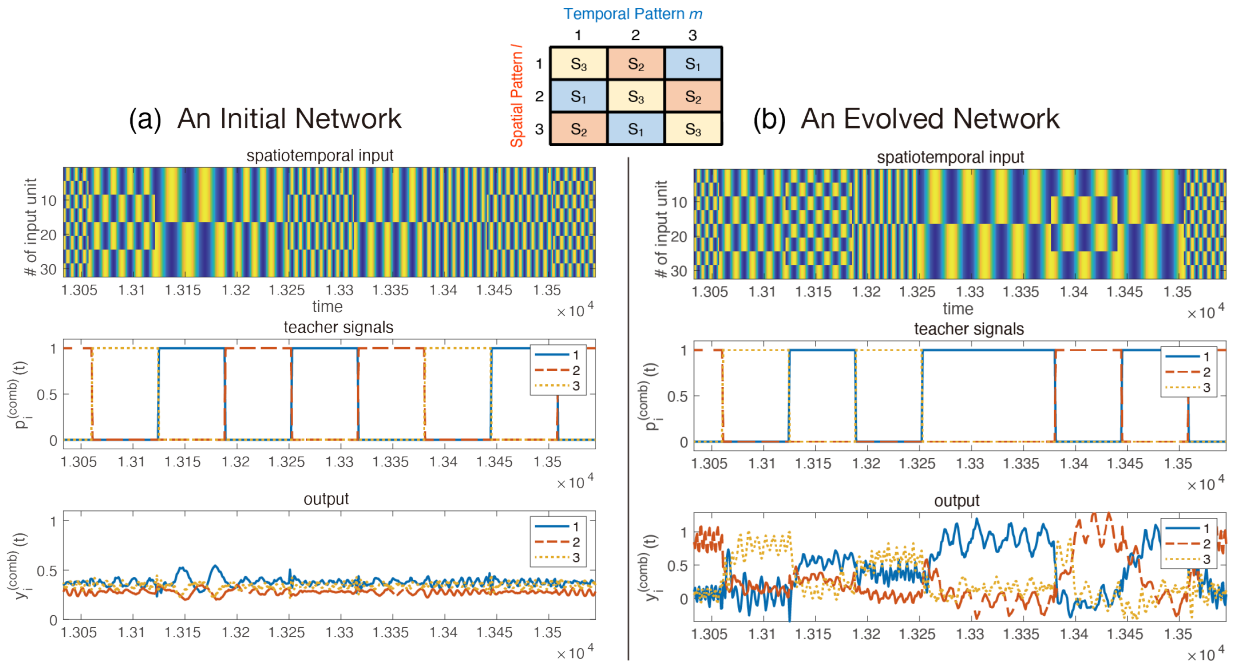 Temporal Pattern m
1 2 3
Spatial Pattern l
1 S3 S2 S1
2 S1 S3 S2
3 S2 S1 S3
(a) An Initial Network
spatiotemporal input
# of input unit
10
20
30
1.305 1.31 1.315 1.32 1.325 1.33 1.335 1.34 1.345 1.35
time
×10^4
teacher signals
p_i^(comb)(t)
1
0.5
0
1
2
3
1.305 1.31 1.315 1.32 1.325 1.33 1.335 1.34 1.345 1.35
×10^4
output
y_i^(comb)(t)
1
0.5
0
1
2
3
1.305 1.31 1.315 1.32 1.325 1.33 1.335 1.34 1.345 1.35
×10^4
(b) An Evolved Network
spatiotemporal input
# of input unit
10
20
30
1.305 1.31 1.315 1.32 1.325 1.33 1.335 1.34 1.345 1.35
time
×10^4
teacher signals
p_i^(comb)(t)
1
0.5
0
1
2
3
1.305 1.31 1.315 1.32 1.325 1.33 1.335 1.34 1.345 1.35
×10^4
output
y_i^(comb)(t)
1
0.5
0
1
2
3
1.305 1.31 1.315 1.32 1.325 1.33 1.335 1.34 1.345 1.35
×10^4